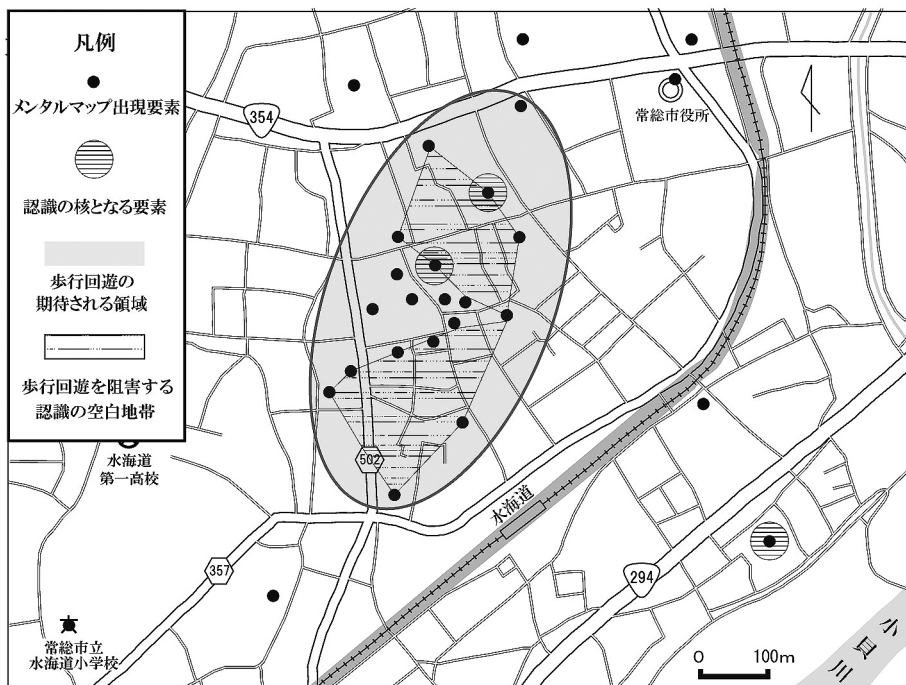 凡例
メンタルマップ出現要素
認識の核となる要素
歩行回遊の
期待される領域
歩行回遊を阻害する
認識の空白地帯
354
常総市役所
502
水海道
第一高校
水海道
357
294
常総市立
水海道小学校
0 100m
小貝川